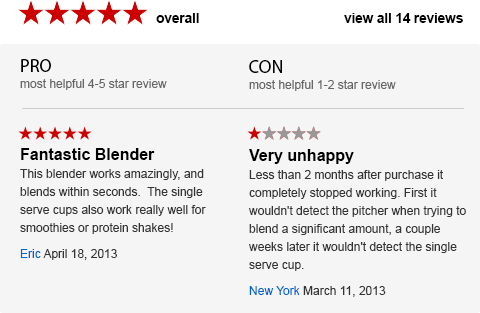 overall
view all 14 reviews
PRO
most helpful 4-5 star review
Fantastic Blender
This blender works amazingly, and
blends within seconds.  The single
serve cups also work really well for
smoothies or protein shakes!
Eric April 18, 2013
CON
most helpful 1-2 star review
Very unhappy
Less than 2 months after purchase it
completely stopped working. First it
wouldn't detect the pitcher when trying to
blend a significant amount, a couple
weeks later it wouldn't detect the single
serve cup.
New York March 11, 2013